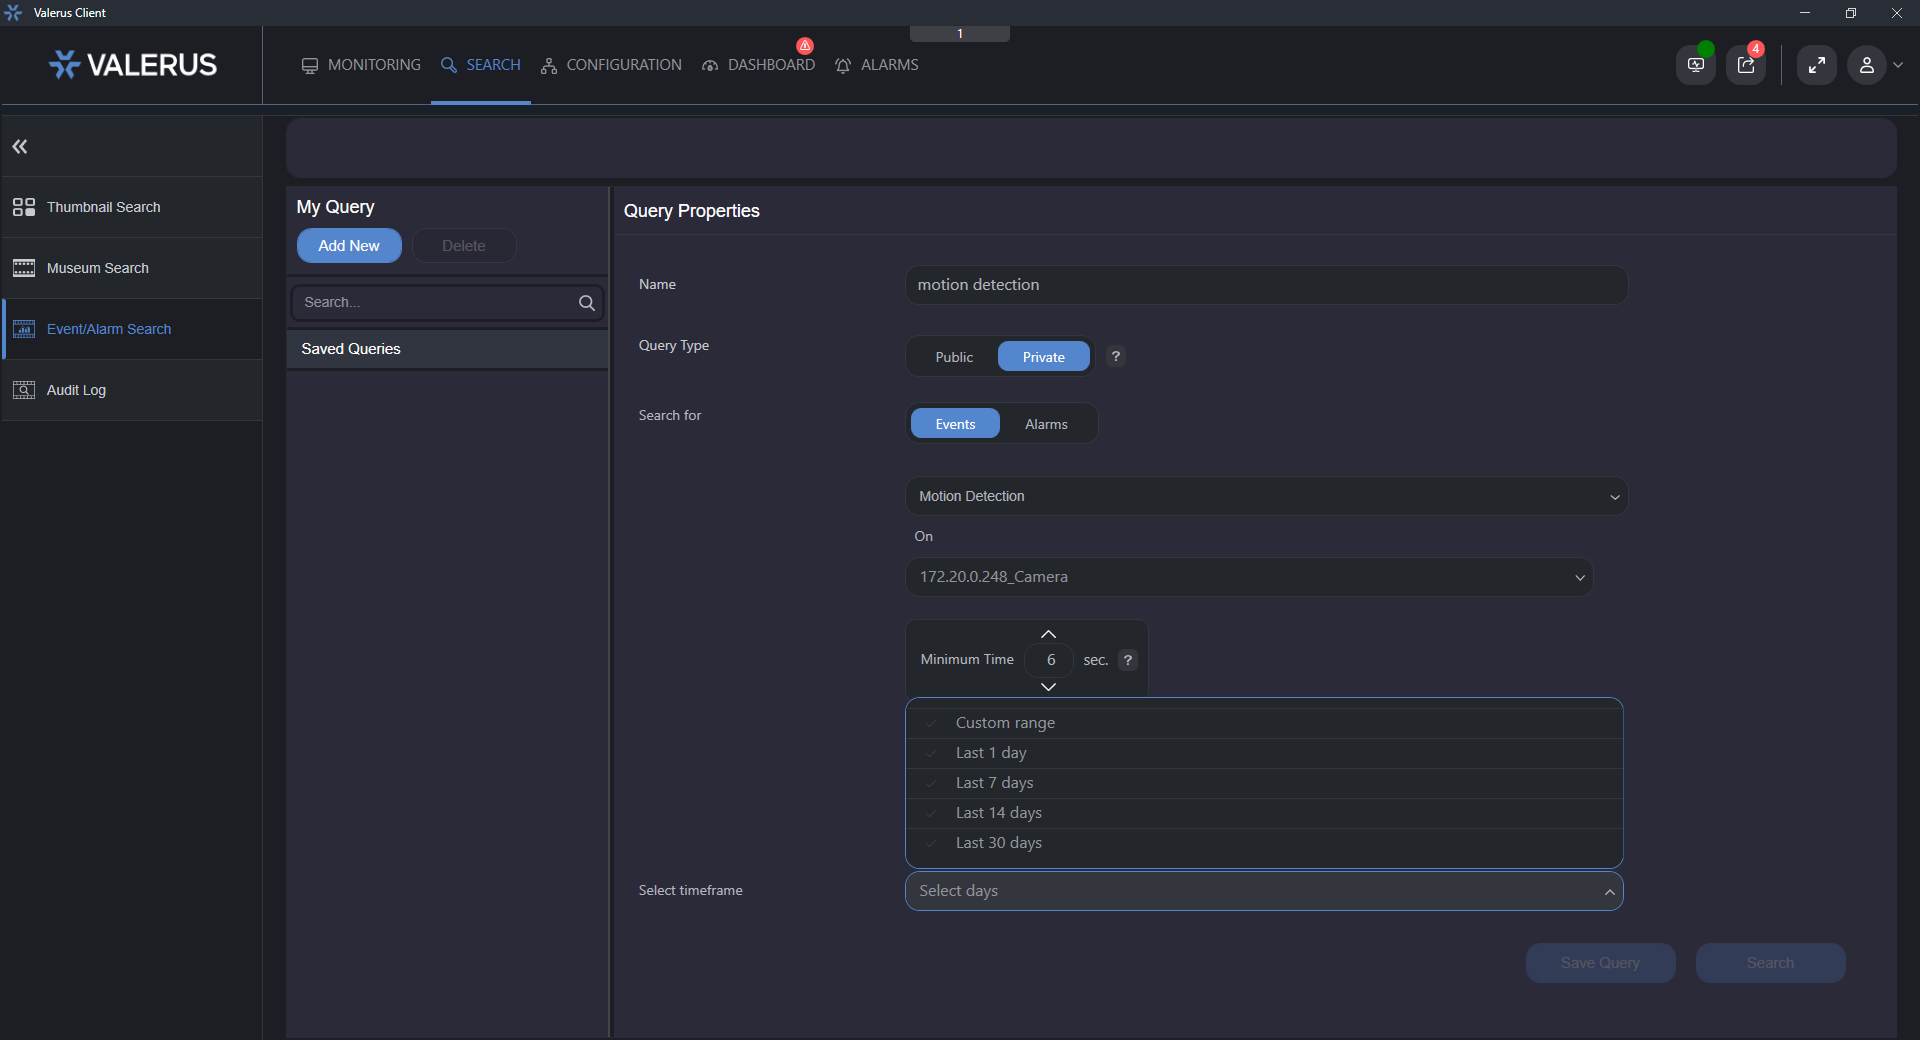 Valerus Client
1
VALERUS
MONITORING
SEARCH
CONFIGURATION
DASHBOARD
ALARMS
4
Thumbnail Search
Museum Search
Event/Alarm Search
Audit Log
My Query
Add New
Delete
Search...
Saved Queries
Query Properties
Name
motion detection
Query Type
Public
Private
?
Search for
Events
Alarms
Motion Detection
On
172.20.0.248_Camera
Minimum Time
6
sec.
?
Custom range
Last 1 day
Last 7 days
Last 14 days
Last 30 days
Select timeframe
Select days
Save Query
Search